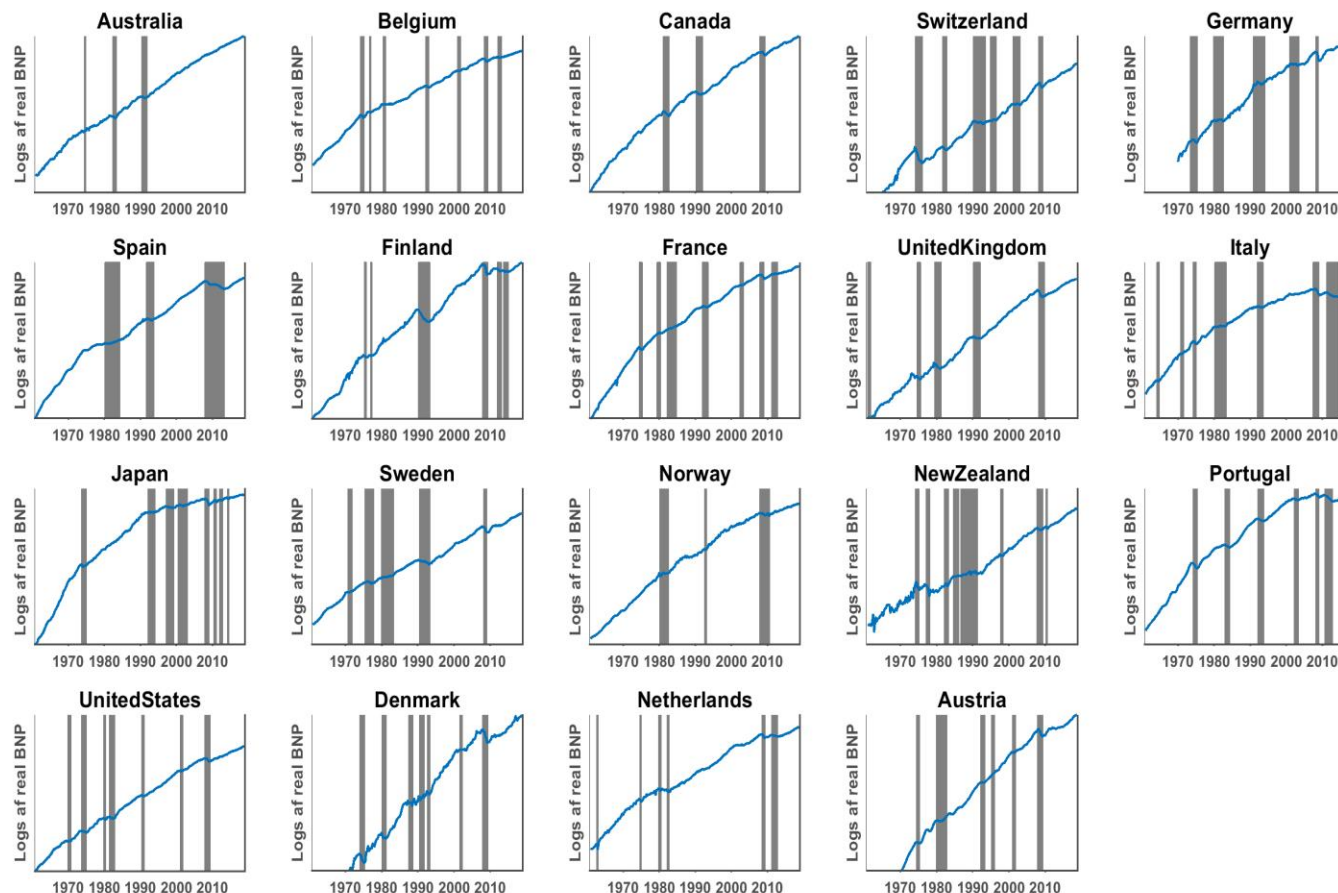 Australia Belgium Canada Switzerland Germany
Logs af real BNP Logs af real BNP Logs af real BNP Logs af real BNP Logs af real BNP
1970 1980 1990 2000 2010 1970 1980 1990 2000 2010 1970 1980 1990 2000 2010 1970 1980 1990 2000 2010 1970 1980 1990 2000 2010
Spain Finland France UnitedKingdom Italy
Logs af real BNP Logs af real BNP Logs af real BNP Logs af real BNP Logs af real BNP
1970 1980 1990 2000 2010 1970 1980 1990 2000 2010 1970 1980 1990 2000 2010 1970 1980 1990 2000 2010 1970 1980 1990 2000 2010
Japan Sweden Norway NewZealand Portugal
Logs af real BNP Logs af real BNP Logs af real BNP Logs af real BNP Logs af real BNP
1970 1980 1990 2000 2010 1970 1980 1990 2000 2010 1970 1980 1990 2000 2010 1970 1980 1990 2000 2010 1970 1980 1990 2000 2010
UnitedStates Denmark Netherlands Austria
Logs af real BNP Logs af real BNP Logs af real BNP Logs af real BNP
1970 1980 1990 2000 2010 1970 1980 1990 2000 2010 1970 1980 1990 2000 2010 1970 1980 1990 2000 2010